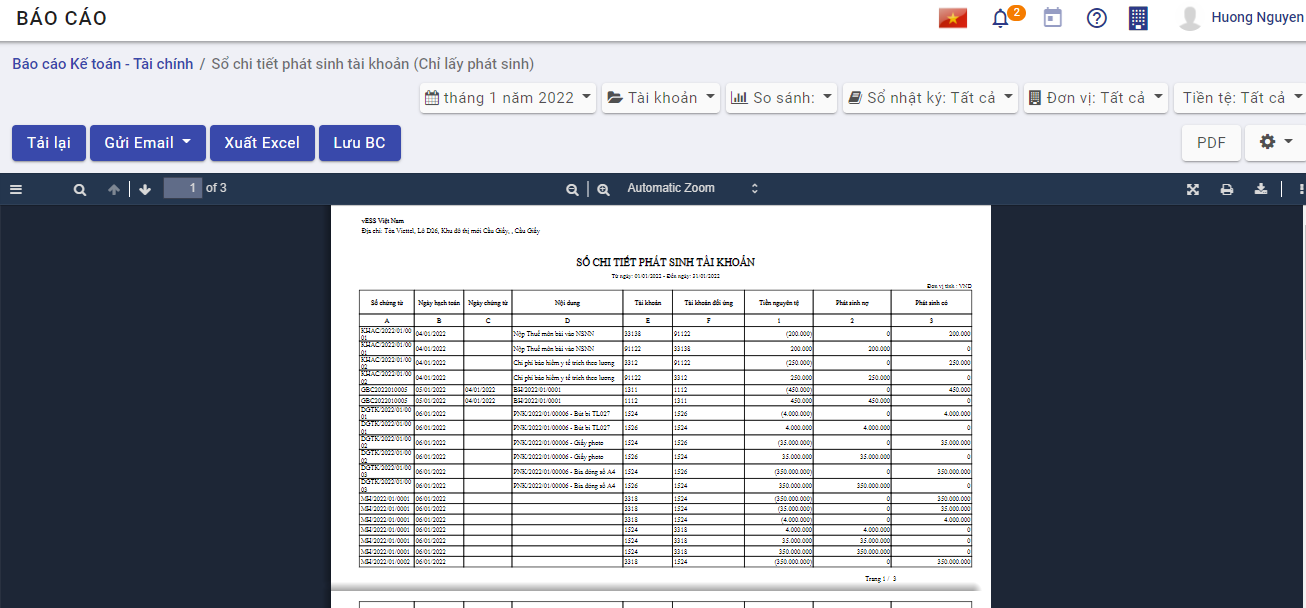 BÁO CÁO
2
Huong Nguyen
Báo cáo Kế toán - Tài chính / Sổ chi tiết phát sinh tài khoản (Chỉ lấy phát sinh)
tháng 1 năm 2022 Tài khoản So sánh: Sổ nhật ký: Tất cả Đơn vị: Tất cả Tiền tệ: Tất cả
Tải lại Gửi Email Xuất Excel Lưu BC PDF
1 of 3 Automatic Zoom
vESS Việt Nam
Địa chỉ: Tòa Viettel, Lô D26, Khu đô thị mới Cầu Giấy, , Cầu Giấy
SỔ CHI TIẾT PHÁT SINH TÀI KHOẢN
Từ ngày: 01/01/2022 - Đến ngày: 31/01/2022
Đơn vị tính : VND
Số chứng từ Ngày hạch toán Ngày chứng từ Nội dung Tài khoản Tài khoản đối ứng Tiền nguyên tệ Phát sinh nợ Phát sinh có
A B C D E F 1 2 3
KHAC/2022/01/0001 04/01/2022 Nộp Thuế môn bài vào NSNN 33138 91122 (200.000) 0 200.000
KHAC/2022/01/0001 04/01/2022 Nộp Thuế môn bài vào NSNN 91122 33138 200.000 200.000 0
KHAC/2022/01/0002 04/01/2022 Chi phí bảo hiểm y tế trích theo lương 3312 91122 (250.000) 0 250.000
KHAC/2022/01/0002 04/01/2022 Chi phí bảo hiểm y tế trích theo lương 91122 3312 250.000 250.000 0
GBC2022010005 05/01/2022 04/01/2022 BH/2022/01/0001 1311 1112 (450.000) 0 450.000
GBC2022010005 05/01/2022 04/01/2022 BH/2022/01/0001 1112 1311 450.000 450.000 0
DGTK/2022/01/0001 06/01/2022 PNK/2022/01/00006 - Bút bi TL027 1524 1526 (4.000.000) 0 4.000.000
DGTK/2022/01/0001 06/01/2022 PNK/2022/01/00006 - Bút bi TL027 1526 1524 4.000.000 4.000.000 0
DGTK/2022/01/0002 06/01/2022 PNK/2022/01/00006 - Giấy photo 1524 1526 (35.000.000) 0 35.000.000
DGTK/2022/01/0002 06/01/2022 PNK/2022/01/00006 - Giấy photo 1526 1524 35.000.000 35.000.000 0
DGTK/2022/01/0003 06/01/2022 PNK/2022/01/00006 - Bìa đóng sổ A4 1524 1526 (350.000.000) 0 350.000.000
DGTK/2022/01/0003 06/01/2022 PNK/2022/01/00006 - Bìa đóng sổ A4 1526 1524 350.000.000 350.000.000 0
MH/2022/01/0001 06/01/2022 3318 1524 (350.000.000) 0 350.000.000
MH/2022/01/0001 06/01/2022 3318 1524 (35.000.000) 0 35.000.000
MH/2022/01/0001 06/01/2022 3318 1524 (4.000.000) 0 4.000.000
MH/2022/01/0001 06/01/2022 1524 3318 4.000.000 4.000.000 0
MH/2022/01/0001 06/01/2022 1524 3318 35.000.000 35.000.000 0
MH/2022/01/0001 06/01/2022 1524 3318 350.000.000 350.000.000 0
MH/2022/01/0002 06/01/2022 3318 1524 (350.000.000) 0 350.000.000
Trang 1 / 3